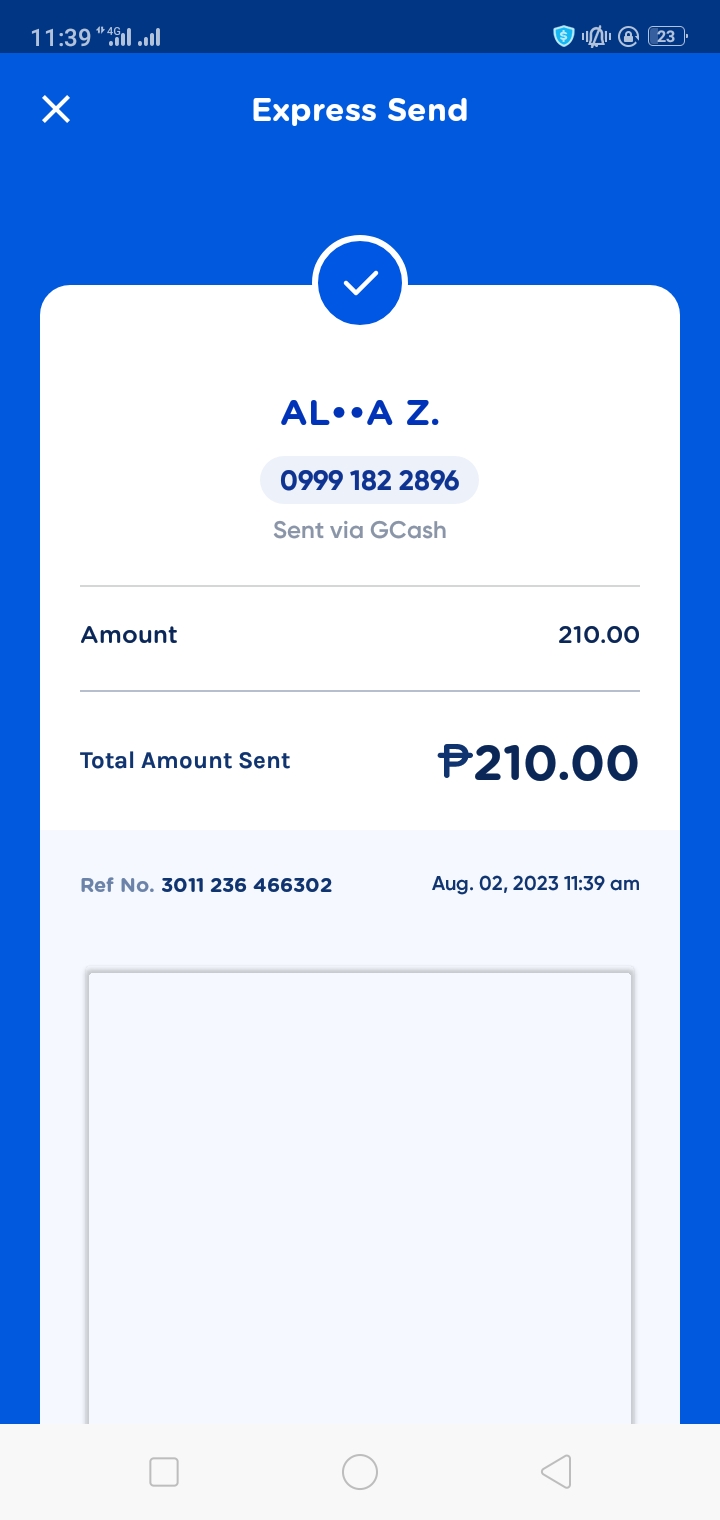 11:39 4G 23
Express Send
AL••A Z.
0999 182 2896
Sent via GCash
Amount 210.00
Total Amount Sent ₱210.00
Ref No. 3011 236 466302 Aug. 02, 2023 11:39 am